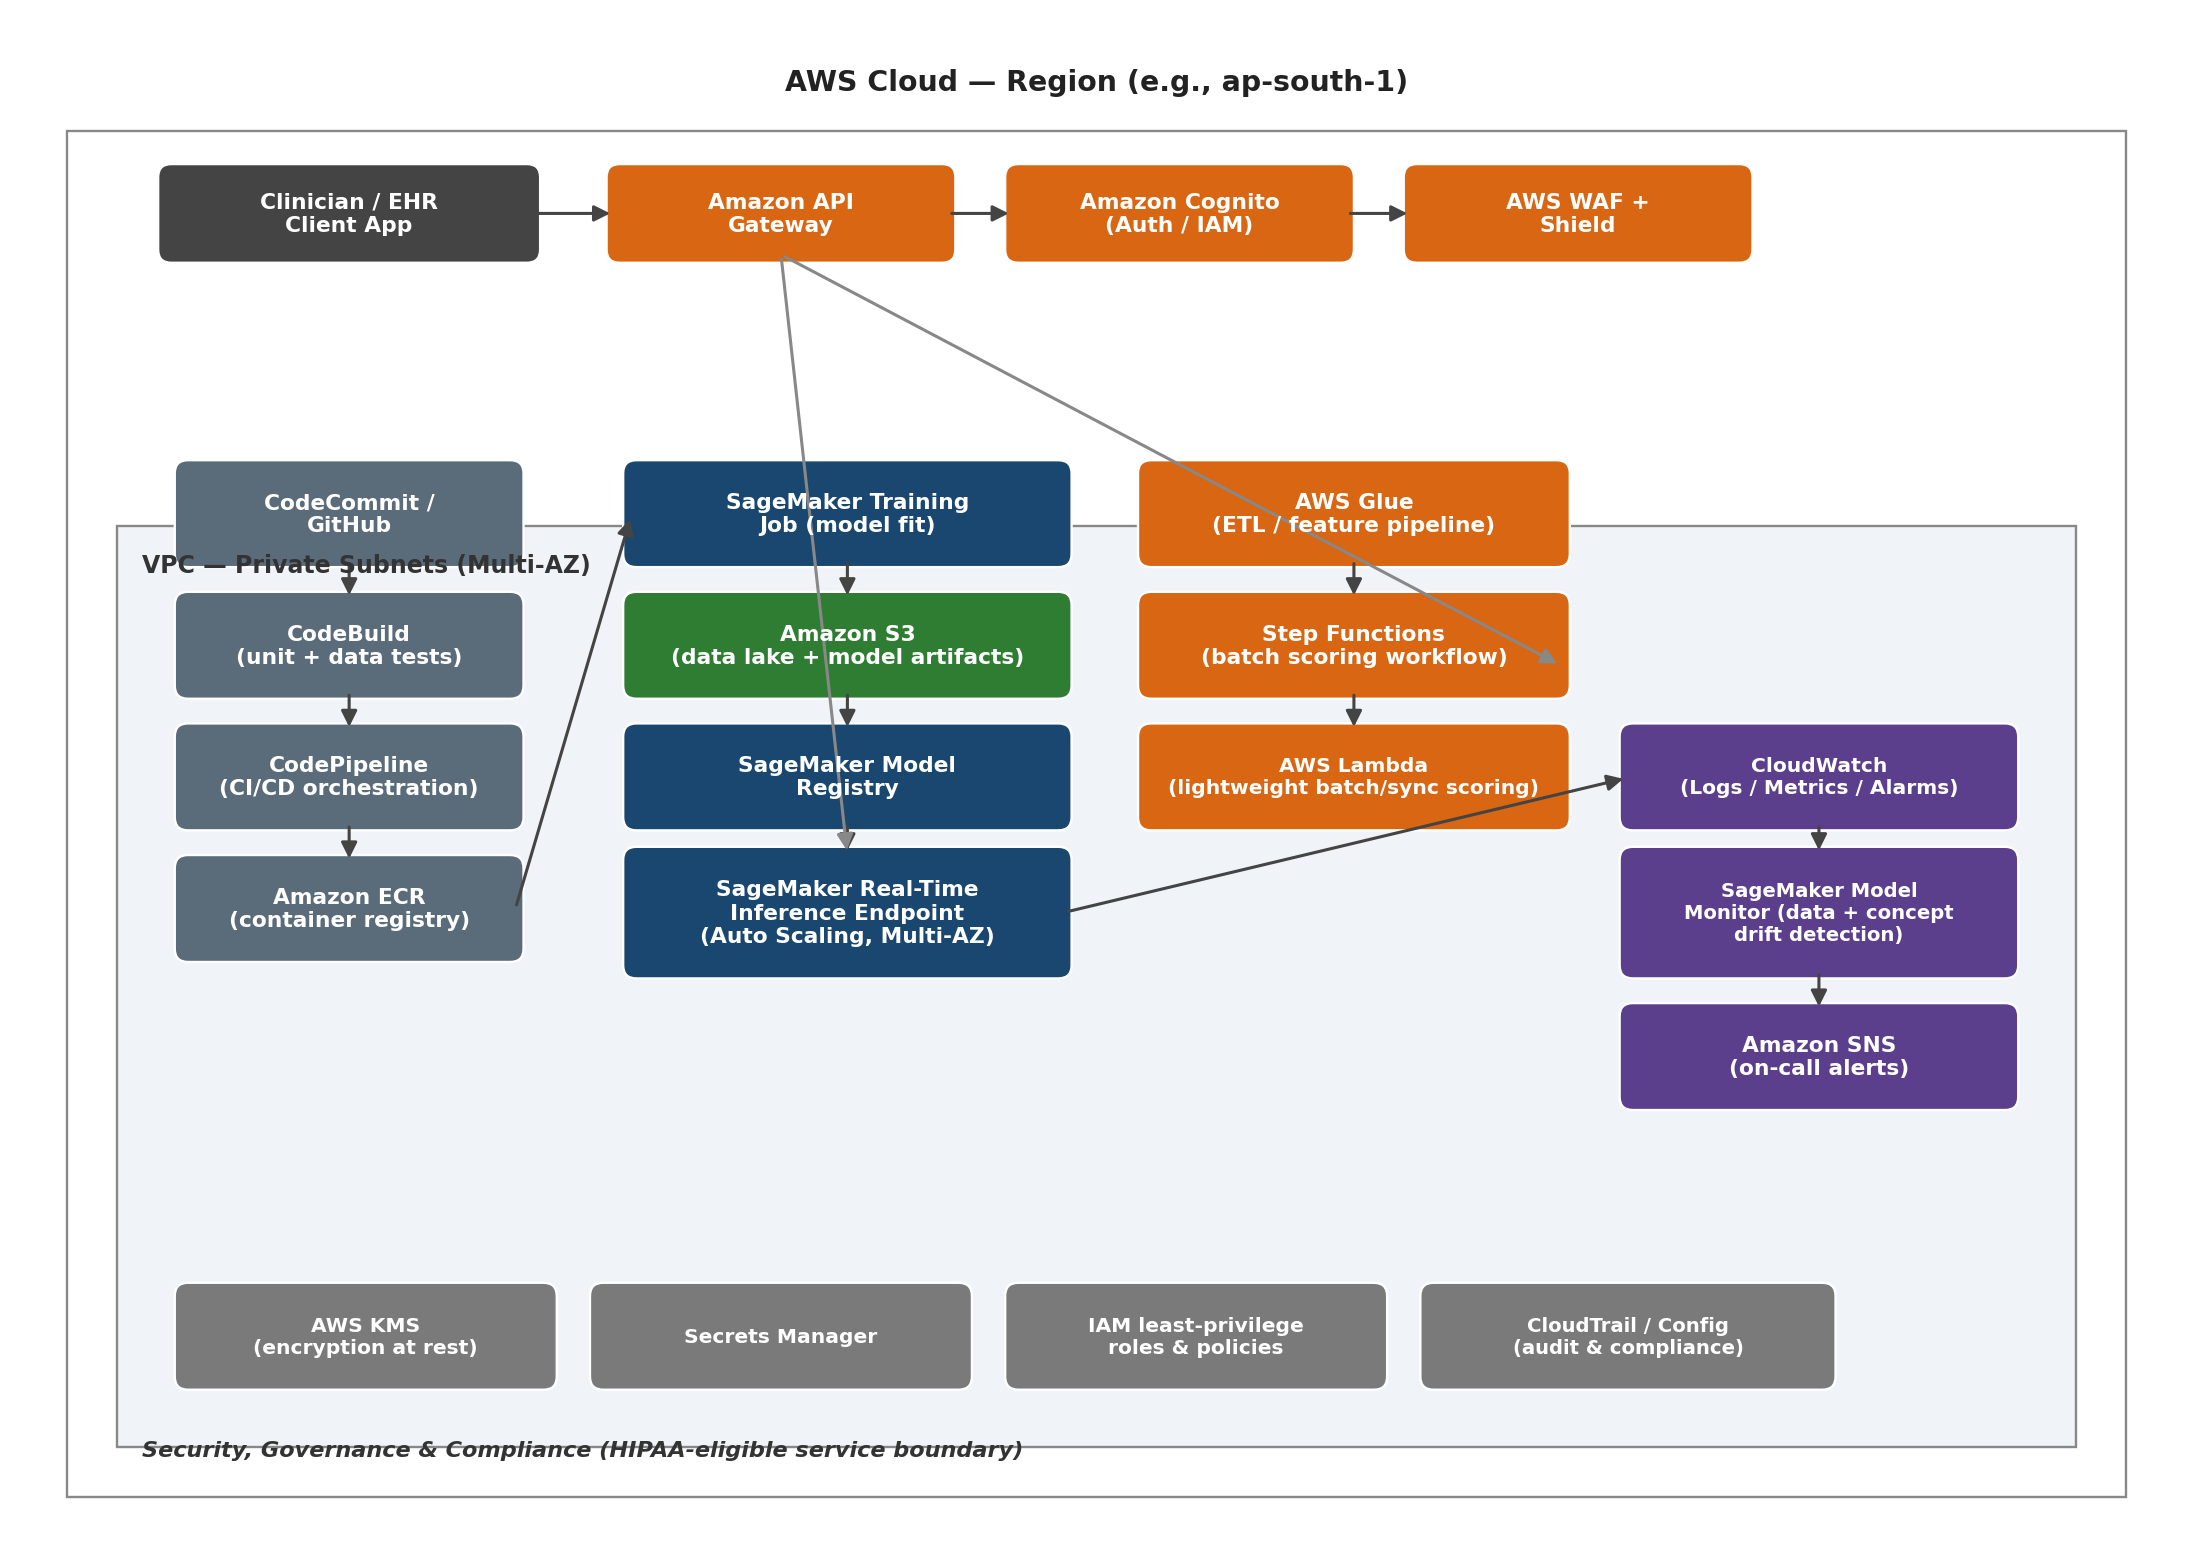 AWS Cloud — Region (e.g., ap-south-1)
Clinician / EHR
Client App
Amazon API
Gateway
Amazon Cognito
(Auth / IAM)
AWS WAF +
Shield
CodeCommit /
GitHub
SageMaker Training
Job (model fit)
AWS Glue
(ETL / feature pipeline)
VPC — Private Subnets (Multi-AZ)
CodeBuild
(unit + data tests)
Amazon S3
(data lake + model artifacts)
Step Functions
(batch scoring workflow)
CodePipeline
(CI/CD orchestration)
SageMaker Model
Registry
AWS Lambda
(lightweight batch/sync scoring)
CloudWatch
(Logs / Metrics / Alarms)
Amazon ECR
(container registry)
SageMaker Real-Time
Inference Endpoint
(Auto Scaling, Multi-AZ)
SageMaker Model
Monitor (data + concept
drift detection)
Amazon SNS
(on-call alerts)
AWS KMS
(encryption at rest)
Secrets Manager
IAM least-privilege
roles & policies
CloudTrail / Config
(audit & compliance)
Security, Governance & Compliance (HIPAA-eligible service boundary)